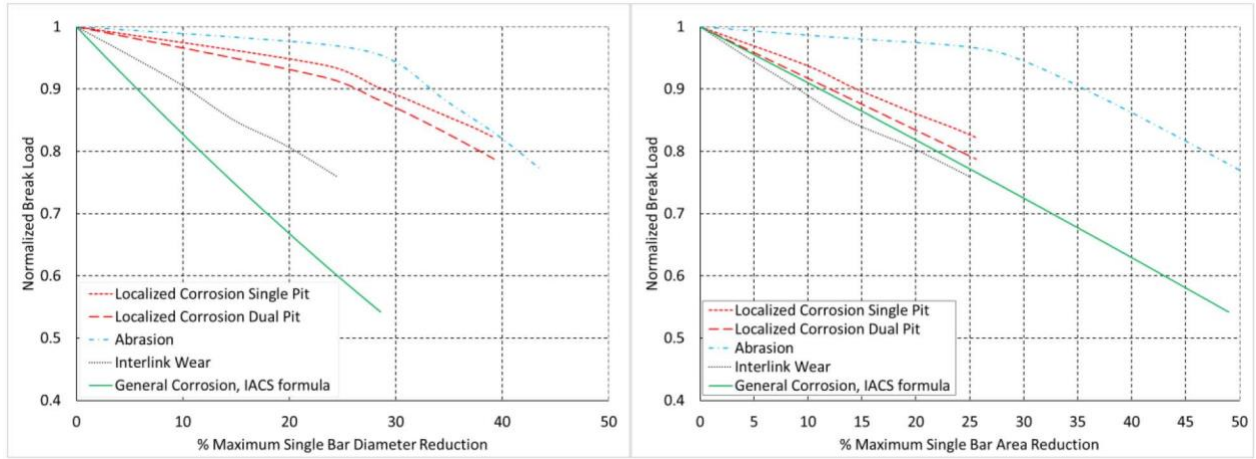 1
0.9
0.8
0.7
0.6
0.5
0.4
Normalized Break Load
Localized Corrosion Single Pit
Localized Corrosion Dual Pit
Abrasion
Interlink Wear
General Corrosion, IACS formula
0 10 20 30 40 50
% Maximum Single Bar Diameter Reduction
1
0.9
0.8
0.7
0.6
0.5
0.4
Normalized Break Load
Localized Corrosion Single Pit
Localized Corrosion Dual Pit
Abrasion
Interlink Wear
General Corrosion, IACS formula
0 5 10 15 20 25 30 35 40 45 50
% Maximum Single Bar Area Reduction